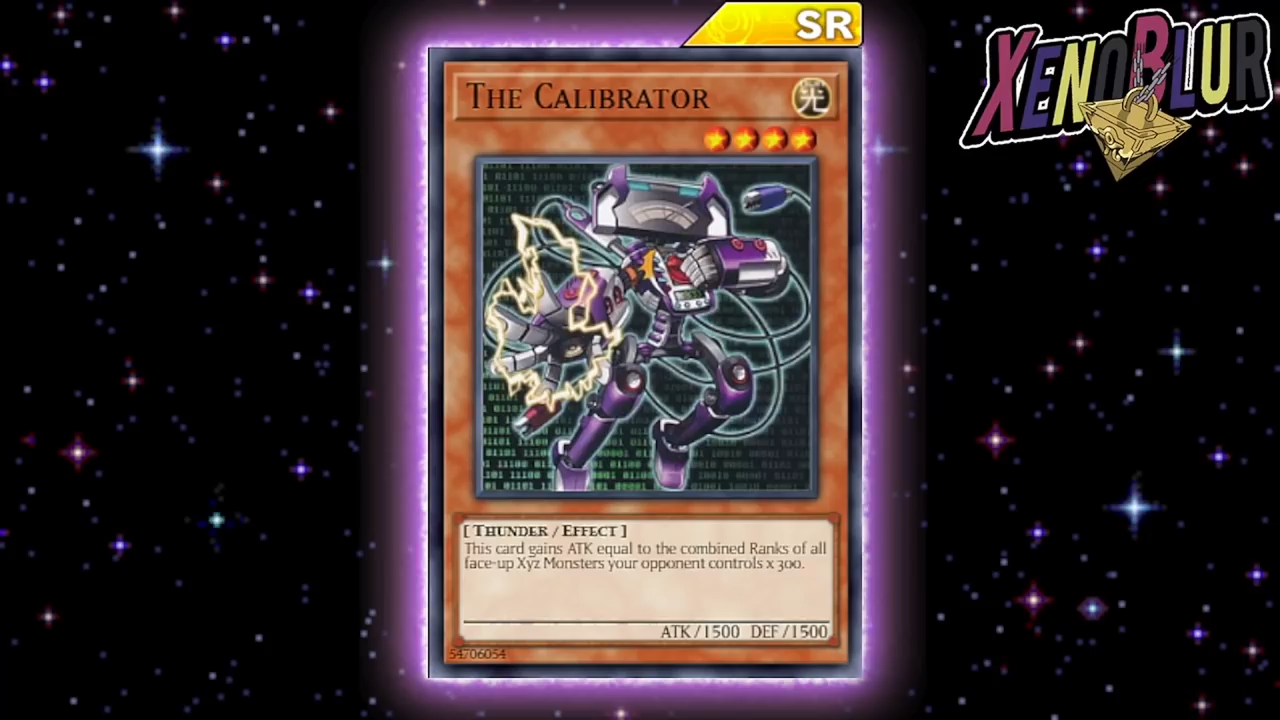 SR
XENOBLUR
THE CALIBRATOR
光
[ THUNDER / EFFECT ]
This card gains ATK equal to the combined Ranks of all
face-up Xyz Monsters your opponent controls x 300.
ATK / 1500 DEF / 1500
54706054